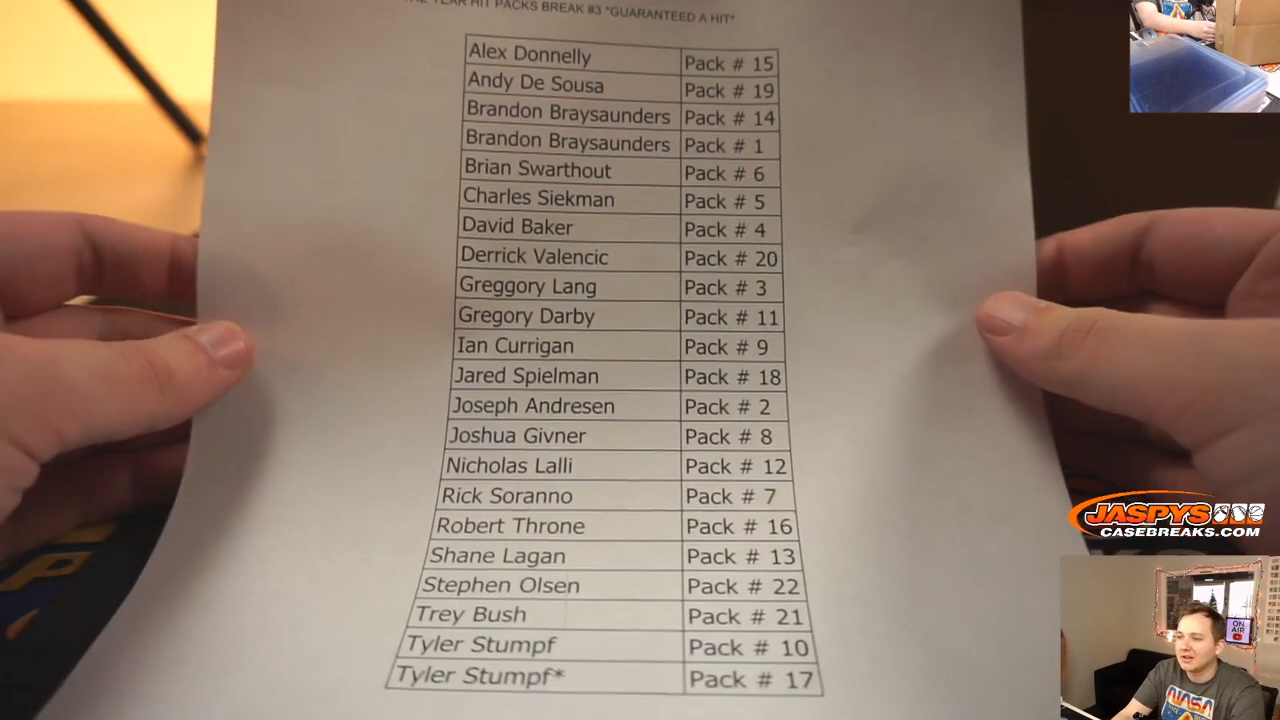 YEAR HIT PACKS BREAK #3 *GUARANTEED A HIT*
Alex Donnelly Pack # 15
Andy De Sousa Pack # 19
Brandon Braysaunders Pack # 14
Brandon Braysaunders Pack # 1
Brian Swarthout Pack # 6
Charles Siekman Pack # 5
David Baker Pack # 4
Derrick Valencic Pack # 20
Greggory Lang Pack # 3
Gregory Darby Pack # 11
Ian Currigan Pack # 9
Jared Spielman Pack # 18
Joseph Andresen Pack # 2
Joshua Givner Pack # 8
Nicholas Lalli Pack # 12
Rick Soranno Pack # 7
Robert Throne Pack # 16
Shane Lagan Pack # 13
Stephen Olsen Pack # 22
Trey Bush Pack # 21
Tyler Stumpf Pack # 10
Tyler Stumpf* Pack # 17
JASPYS
CASEBREAKS.COM
ON
AIR
NASA